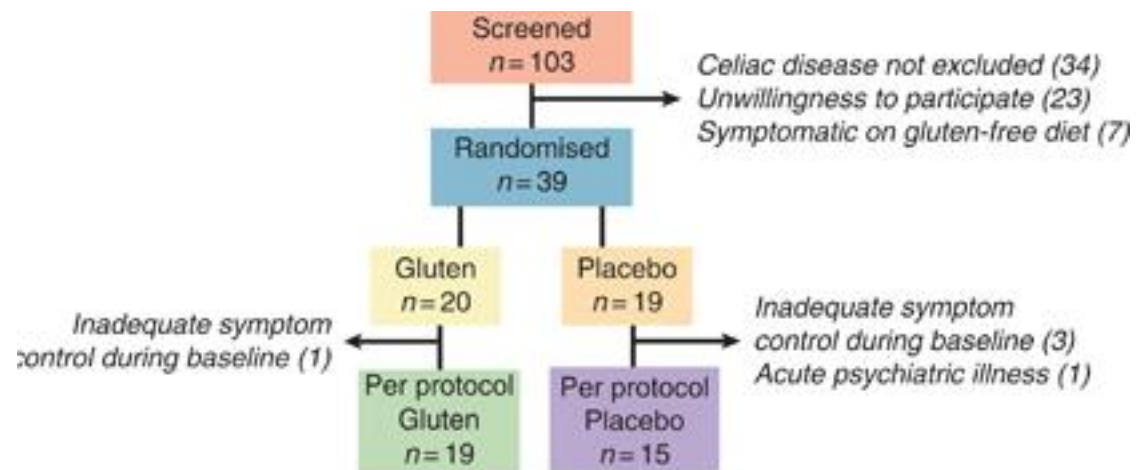 Screened
n=103
Celiac disease not excluded (34)
Unwillingness to participate (23)
Symptomatic on gluten-free diet (7)
Randomised
n=39
Gluten
n=20
Placebo
n=19
Inadequate symptom
control during baseline (1)
Inadequate symptom
control during baseline (3)
Acute psychiatric illness (1)
Per protocol
Gluten
n=19
Per protocol
Placebo
n=15